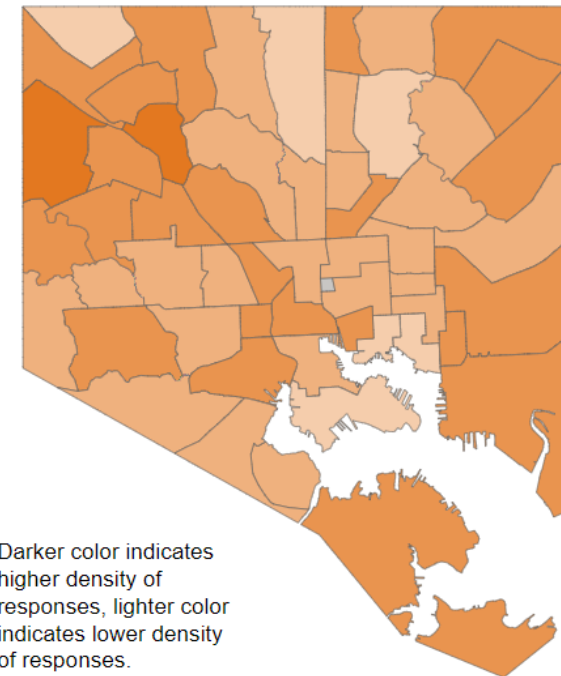 Darker color indicates
higher density of
responses, lighter color
indicates lower density
of responses.